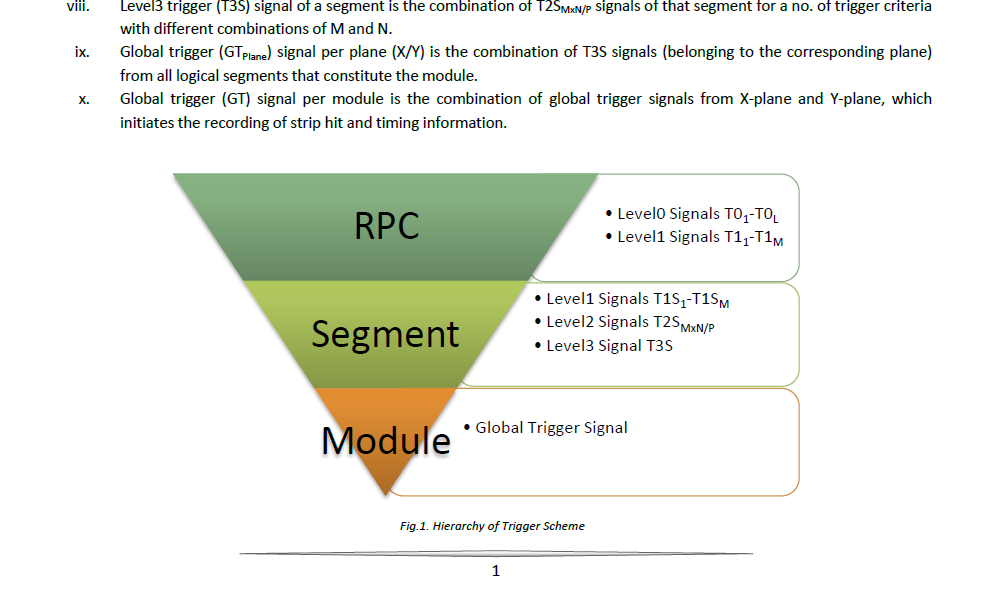 viii. Level3 trigger (T3S) signal of a segment is the combination of T2SMxN/P signals of that segment for a no. of trigger criteria
with different combinations of M and N.
ix. Global trigger (GTPlane) signal per plane (X/Y) is the combination of T3S signals (belonging to the corresponding plane)
from all logical segments that constitute the module.
x. Global trigger (GT) signal per module is the combination of global trigger signals from X-plane and Y-plane, which
initiates the recording of strip hit and timing information.
RPC
• Level0 Signals T01-T0L
• Level1 Signals T11-T1M
Segment
• Level1 Signals T1S1-T1SM
• Level2 Signals T2SMxN/P
• Level3 Signal T3S
Module
• Global Trigger Signal
Fig.1. Hierarchy of Trigger Scheme
1